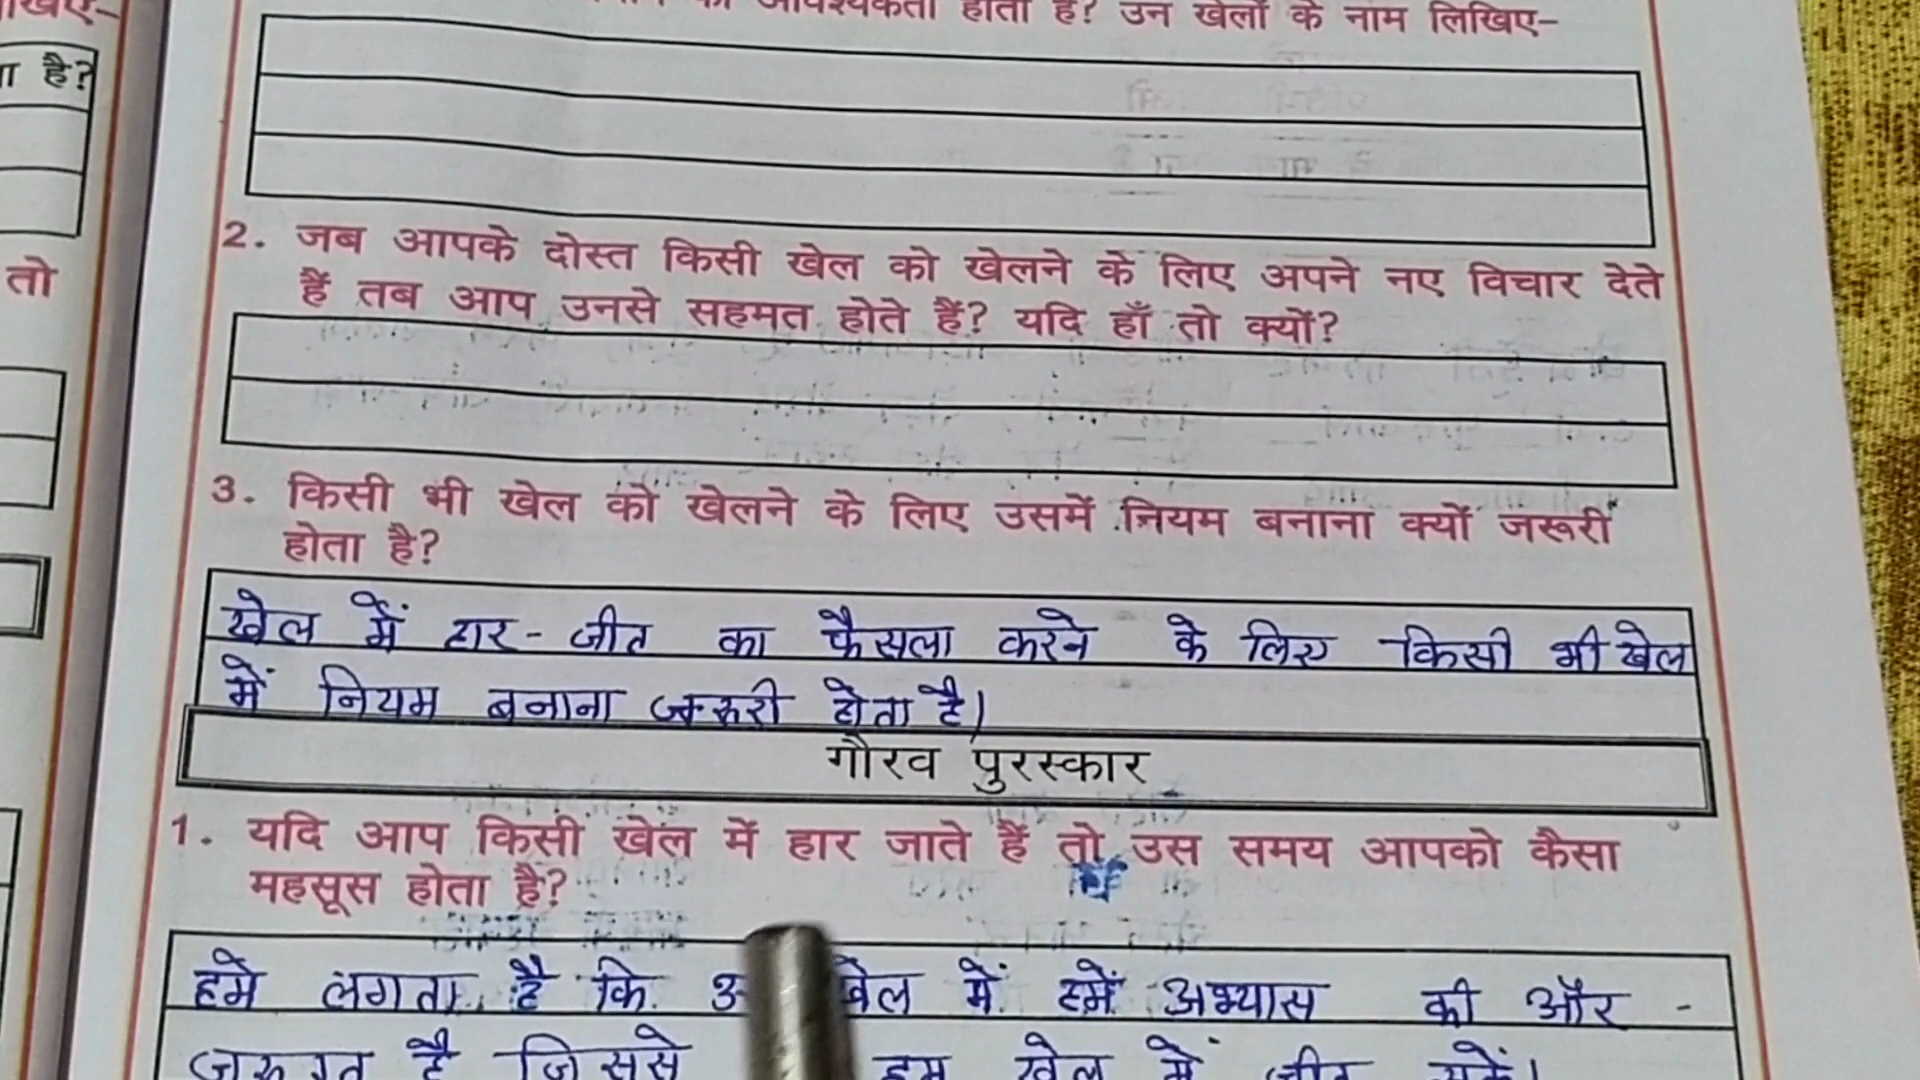 आवश्यकता होती है? उन खेलों के नाम लिखिए-
है?
तो
2. जब आपके दोस्त किसी खेल को खेलने के लिए अपने नए विचार देते
हैं तब आप उनसे सहमत होते हैं? यदि हाँ तो क्यों?
3. किसी भी खेल को खेलने के लिए उसमें नियम बनाना क्यों जरूरी
होता है?
खेल में हार - जीत का फैसला करने के लिए किसी भी खेल
में नियम बनाना जरूरी होता है।
गौरव पुरस्कार
1. यदि आप किसी खेल में हार जाते हैं तो उस समय आपको कैसा
महसूस होता है?
हमे लगता है कि खेल में हमें अभ्यास की और -
जरूरत है जिससे हम खेल में जीत सकें।